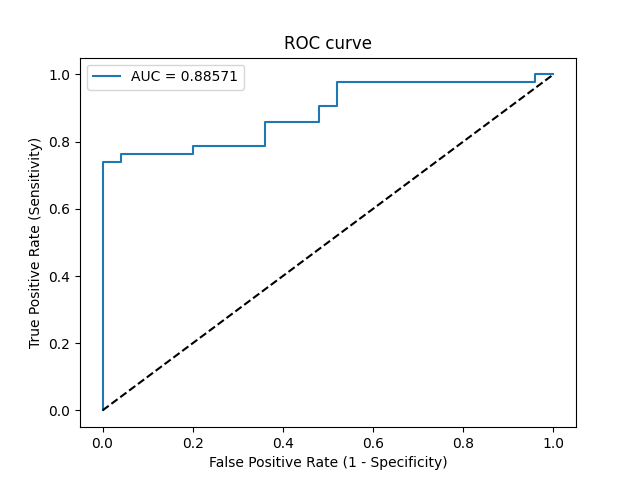 ROC curve
AUC = 0.88571
1.0
0.8
0.6
0.4
0.2
0.0
True Positive Rate (Sensitivity)
0.0 0.2 0.4 0.6 0.8 1.0
False Positive Rate (1 - Specificity)